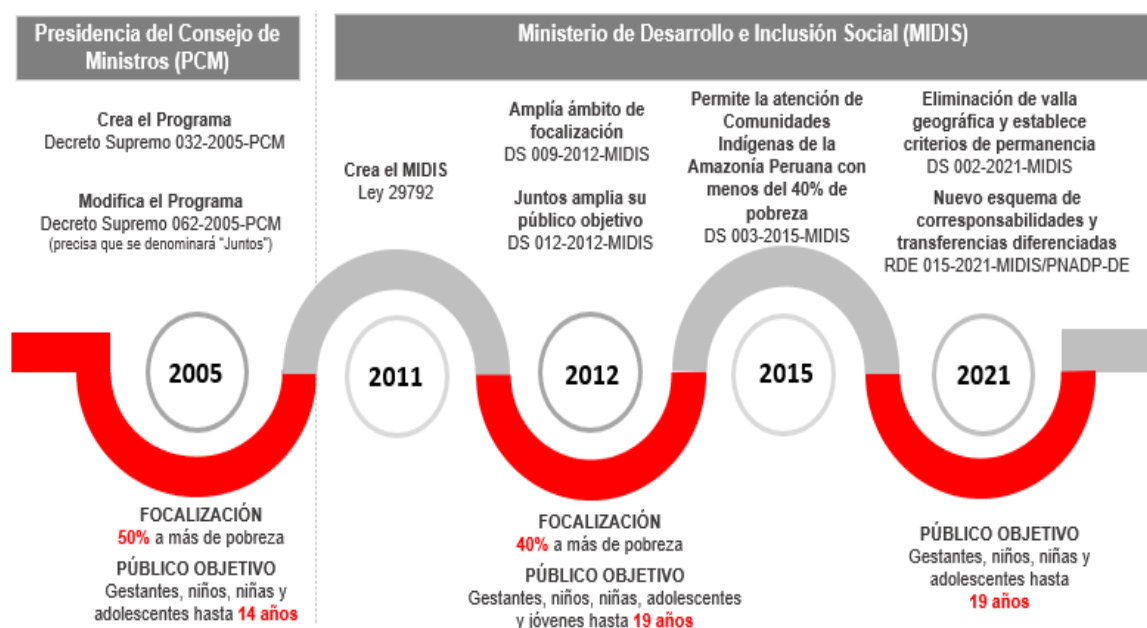 Presidencia del Consejo de
Ministros (PCM)
Ministerio de Desarrollo e Inclusión Social (MIDIS)
Crea el Programa
Decreto Supremo 032-2005-PCM
Modifica el Programa
Decreto Supremo 062-2005-PCM
(precisa que se denominará "Juntos")
Crea el MIDIS
Ley 29792
Amplía ámbito de
focalización
DS 009-2012-MIDIS
Juntos amplia su
público objetivo
DS 012-2012-MIDIS
Permite la atención de
Comunidades
Indígenas de la
Amazonía Peruana con
menos del 40% de
pobreza
DS 003-2015-MIDIS
Eliminación de valla
geográfica y establece
criterios de permanencia
DS 002-2021-MIDIS
Nuevo esquema de
corresponsabilidades y
transferencias diferenciadas
RDE 015-2021-MIDIS/PNADP-DE
2005
2011
2012
2015
2021
FOCALIZACIÓN
50% a más de pobreza
PÚBLICO OBJETIVO
Gestantes, niños, niñas y
adolescentes hasta 14 años
FOCALIZACIÓN
40% a más de pobreza
PÚBLICO OBJETIVO
Gestantes, niños, niñas, adolescentes
y jóvenes hasta 19 años
PÚBLICO OBJETIVO
Gestantes, niños, niñas y
adolescentes hasta
19 años